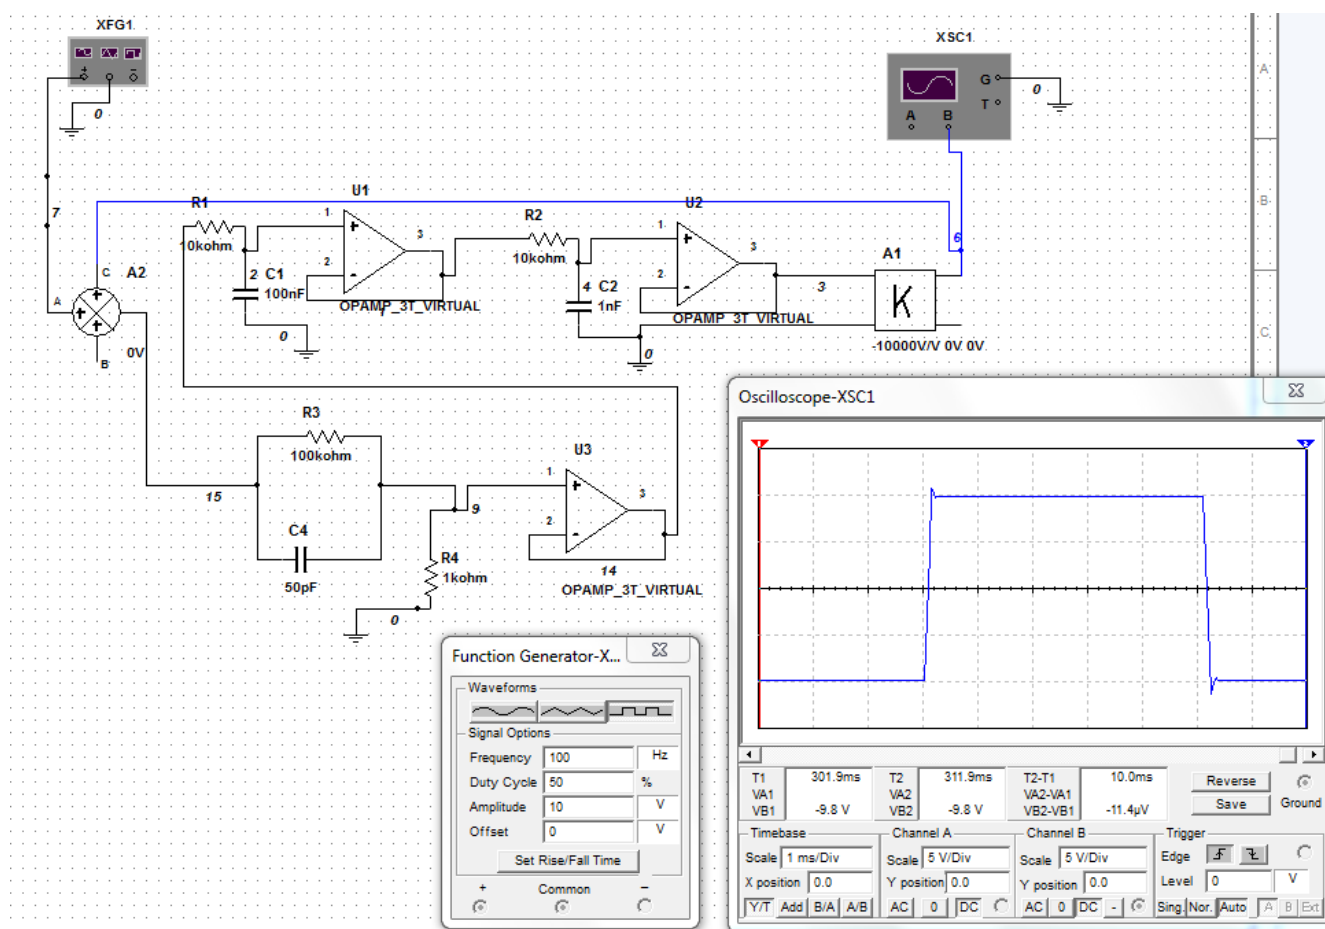 XFG1
XSC1
G
T
A B
0
0
A
B
C
7
R1
10kohm
U1
1
2
3
2
C1
100nF
OPAMP_3T_VIRTUAL
0
R2
10kohm
U2
1
2
3
4
C2
1nF
OPAMP_3T_VIRTUAL
0
3
6
A1
K
-10000V/V 0V 0V
C
A2
A
B
0V
15
R3
100kohm
C4
50pF
9
R4
1kohm
0
U3
1
2
3
14
OPAMP_3T_VIRTUAL
Function Generator-X...
Waveforms
Signal Options
Frequency 100 Hz
Duty Cycle 50 %
Amplitude 10 V
Offset 0 V
Set Rise/Fall Time
+ Common −
Oscilloscope-XSC1
1 2
T1 301.9ms T2 311.9ms T2-T1 10.0ms Reverse
VA1 VA2 VA2-VA1
VB1 -9.8 V VB2 -9.8 V VB2-VB1 -11.4µV Save Ground
Timebase Channel A Channel B Trigger
Scale 1 ms/Div Scale 5 V/Div Scale 5 V/Div Edge
X position 0.0 Y position 0.0 Y position 0.0 Level 0 V
Y/T Add B/A A/B AC 0 DC AC 0 DC - Sing. Nor. Auto A B Ext